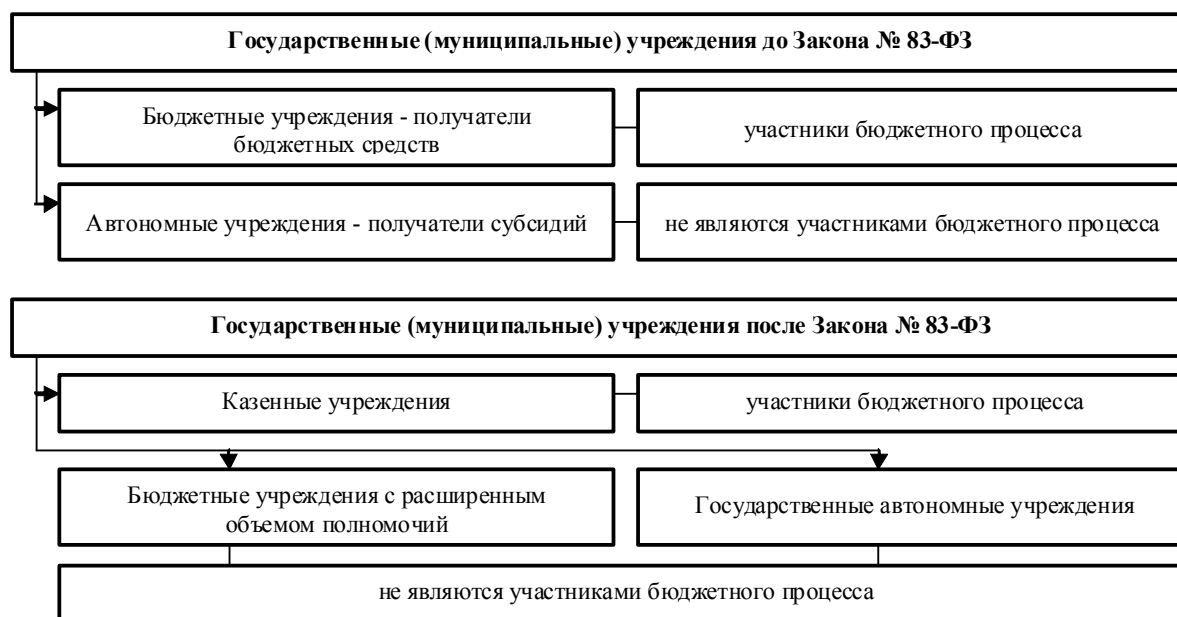 Государственные (муниципальные) учреждения до Закона № 83-ФЗ
Бюджетные учреждения - получатели
бюджетных средств
участники бюджетного процесса
Автономные учреждения - получатели субсидий
не являются участниками бюджетного процесса
Государственные (муниципальные) учреждения после Закона № 83-ФЗ
Казенные учреждения
участники бюджетного процесса
Бюджетные учреждения с расширенным
объемом полномочий
Государственные автономные учреждения
не являются участниками бюджетного процесса